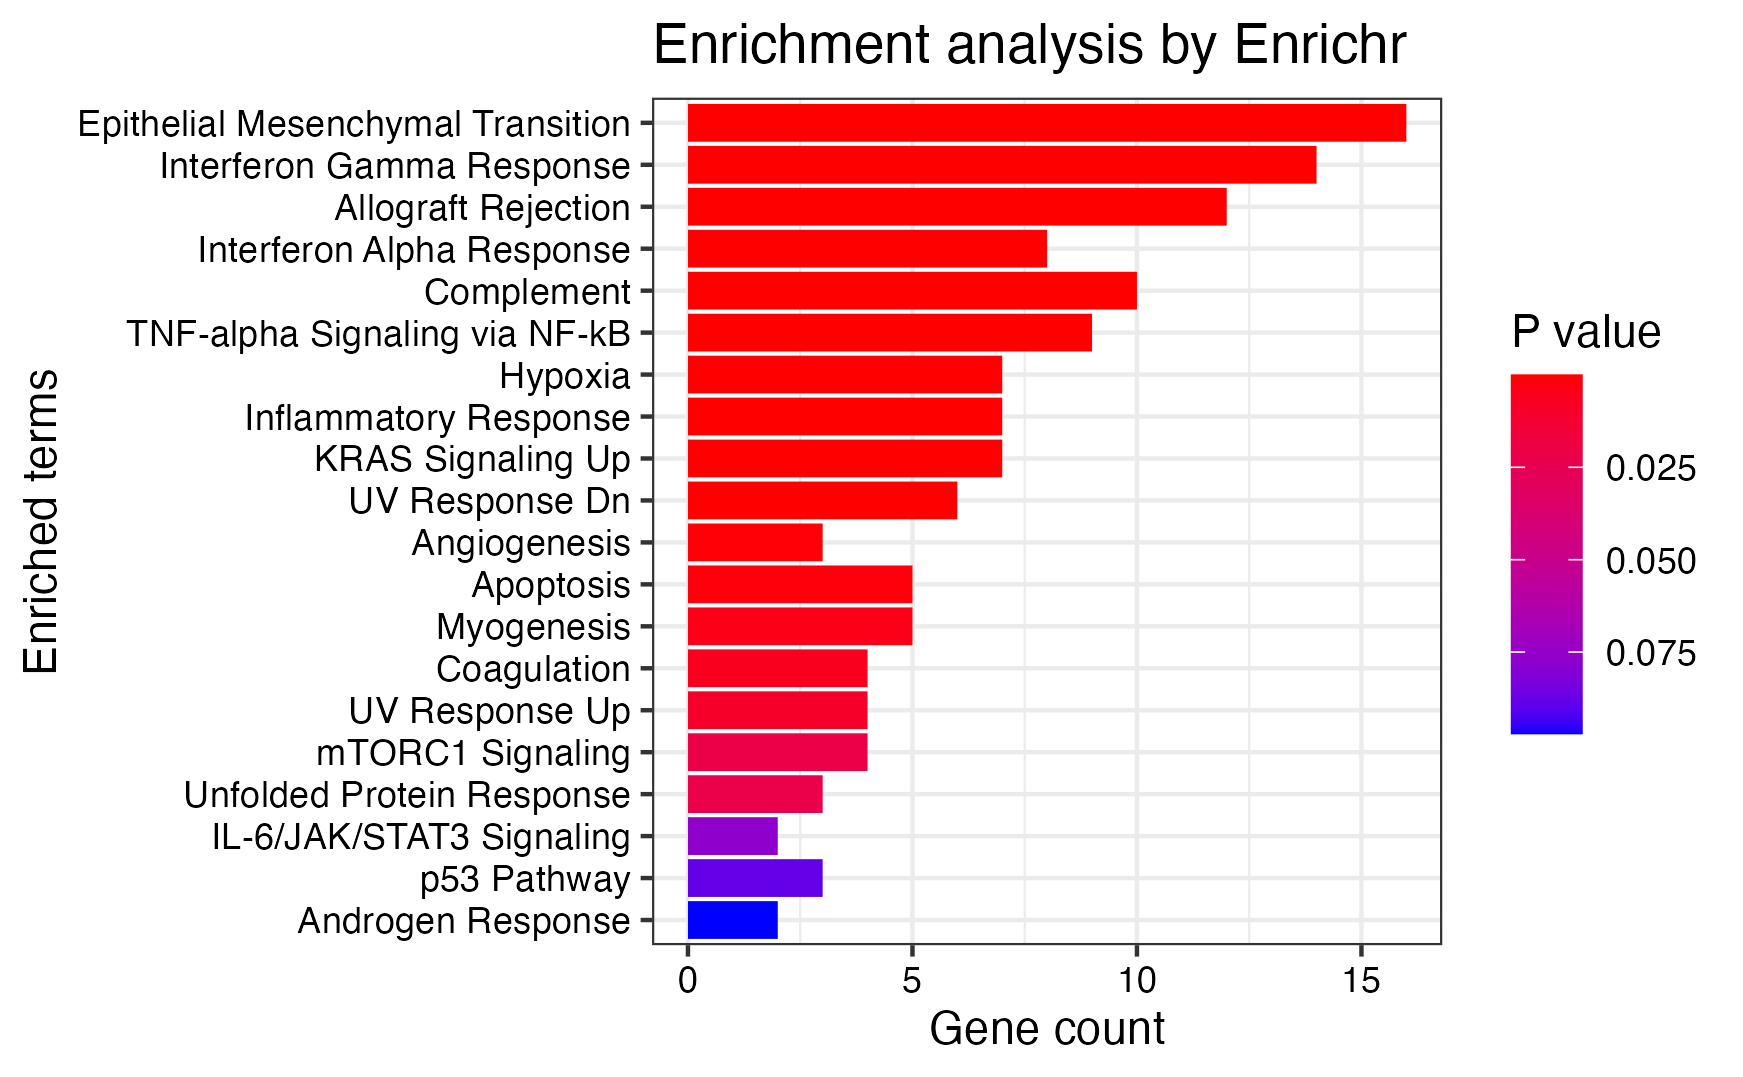 Enrichment analysis by Enrichr
Epithelial Mesenchymal Transition
Interferon Gamma Response
Allograft Rejection
Interferon Alpha Response
Complement
TNF-alpha Signaling via NF-kB
Hypoxia
Inflammatory Response
KRAS Signaling Up
UV Response Dn
Angiogenesis
Apoptosis
Myogenesis
Coagulation
UV Response Up
mTORC1 Signaling
Unfolded Protein Response
IL-6/JAK/STAT3 Signaling
p53 Pathway
Androgen Response
Enriched terms
0 5 10 15
Gene count
P value
0.025
0.050
0.075